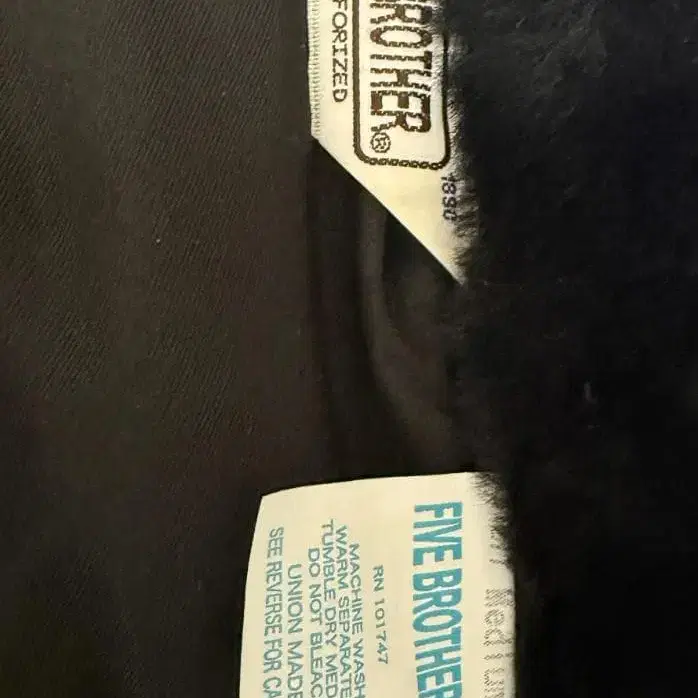 BROTHER®
FORIZED
1890
Medium
FIVE BROTHER
RN 101747
MACHINE WASH
WARM SEPARATE
TUMBLE DRY MED
DO NOT BLEAC
UNION MADE
SEE REVERSE FOR CA